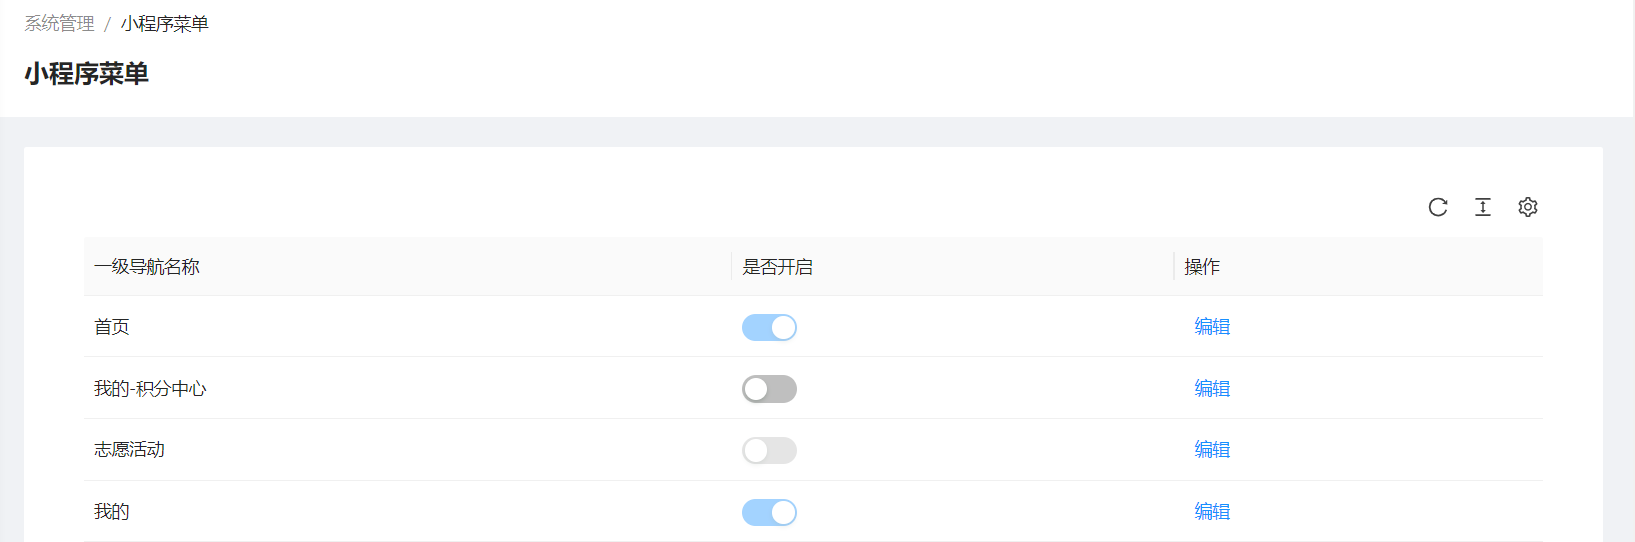 系统管理 / 小程序菜单
小程序菜单
一级导航名称 是否开启 操作
首页 编辑
我的-积分中心 编辑
志愿活动 编辑
我的 编辑